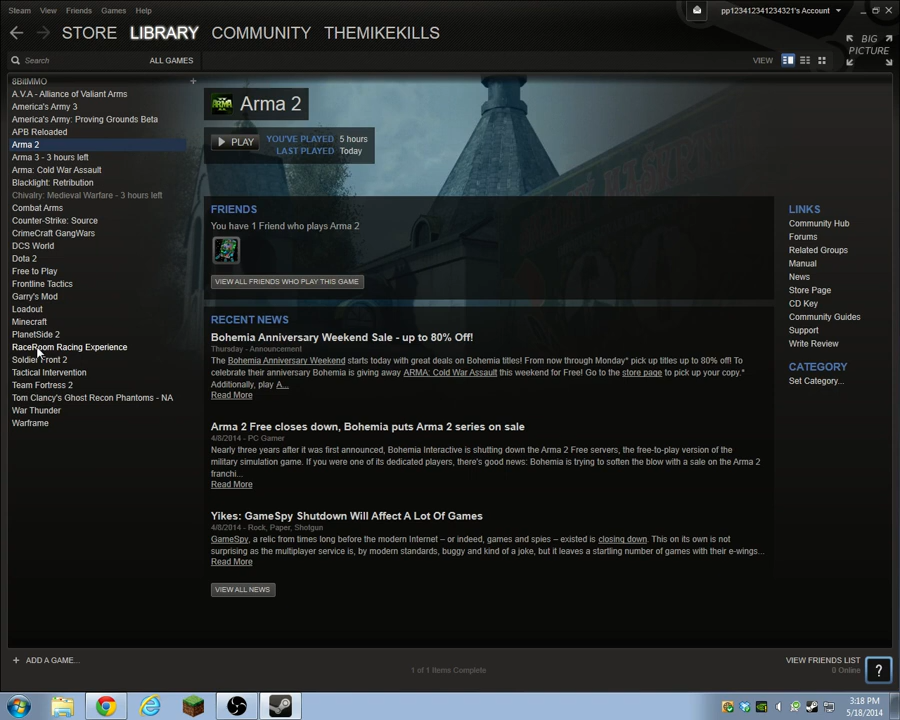 Steam View Friends Games Help
pp123412341234321's Account
STORE LIBRARY COMMUNITY THEMIKEKILLS
BIG
PICTURE
Search
ALL GAMES
VIEW
8BitMMO
A.V.A - Alliance of Valiant Arms
America's Army 3
America's Army: Proving Grounds Beta
APB Reloaded
Arma 2
Arma 3 - 3 hours left
Arma: Cold War Assault
Blacklight: Retribution
Chivalry: Medieval Warfare - 3 hours left
Combat Arms
Counter-Strike: Source
CrimeCraft GangWars
DCS World
Dota 2
Free to Play
Frontline Tactics
Garry's Mod
Loadout
Minecraft
PlanetSide 2
RaceRoom Racing Experience
Soldier Front 2
Tactical Intervention
Team Fortress 2
Tom Clancy's Ghost Recon Phantoms - NA
War Thunder
Warframe
Arma 2
PLAY
YOU'VE PLAYED 5 hours
LAST PLAYED Today
FRIENDS
You have 1 Friend who plays Arma 2
VIEW ALL FRIENDS WHO PLAY THIS GAME
RECENT NEWS
Bohemia Anniversary Weekend Sale - up to 80% Off!
Thursday - Announcement
The Bohemia Anniversary Weekend starts today with great deals on Bohemia titles! From now through Monday* pick up titles up to 80% off! To
celebrate their anniversary Bohemia is giving away ARMA: Cold War Assault this weekend for Free! Go to the store page to pick up your copy.*
Additionally, play A...
Read More
Arma 2 Free closes down, Bohemia puts Arma 2 series on sale
4/8/2014 - PC Gamer
Nearly three years after it was first announced, Bohemia Interactive is shutting down the Arma 2 Free servers, the free-to-play version of the
military simulation game. If you were one of its dedicated players, there's good news: Bohemia is trying to soften the blow with a sale on the Arma 2
franchi...
Read More
Yikes: GameSpy Shutdown Will Affect A Lot Of Games
4/8/2014 - Rock, Paper, Shotgun
GameSpy, a relic from times long before the modern Internet – or indeed, games and spies – existed is closing down. This on its own is not
surprising as the multiplayer service is, by modern standards, buggy and kind of a joke, but it leaves a startling number of games with their e-wings...
Read More
VIEW ALL NEWS
LINKS
Community Hub
Forums
Related Groups
Manual
News
Store Page
CD Key
Community Guides
Support
Write Review
CATEGORY
Set Category...
+ ADD A GAME...
1 of 1 Items Complete
VIEW FRIENDS LIST
0 Online
?
3:18 PM
5/18/2014